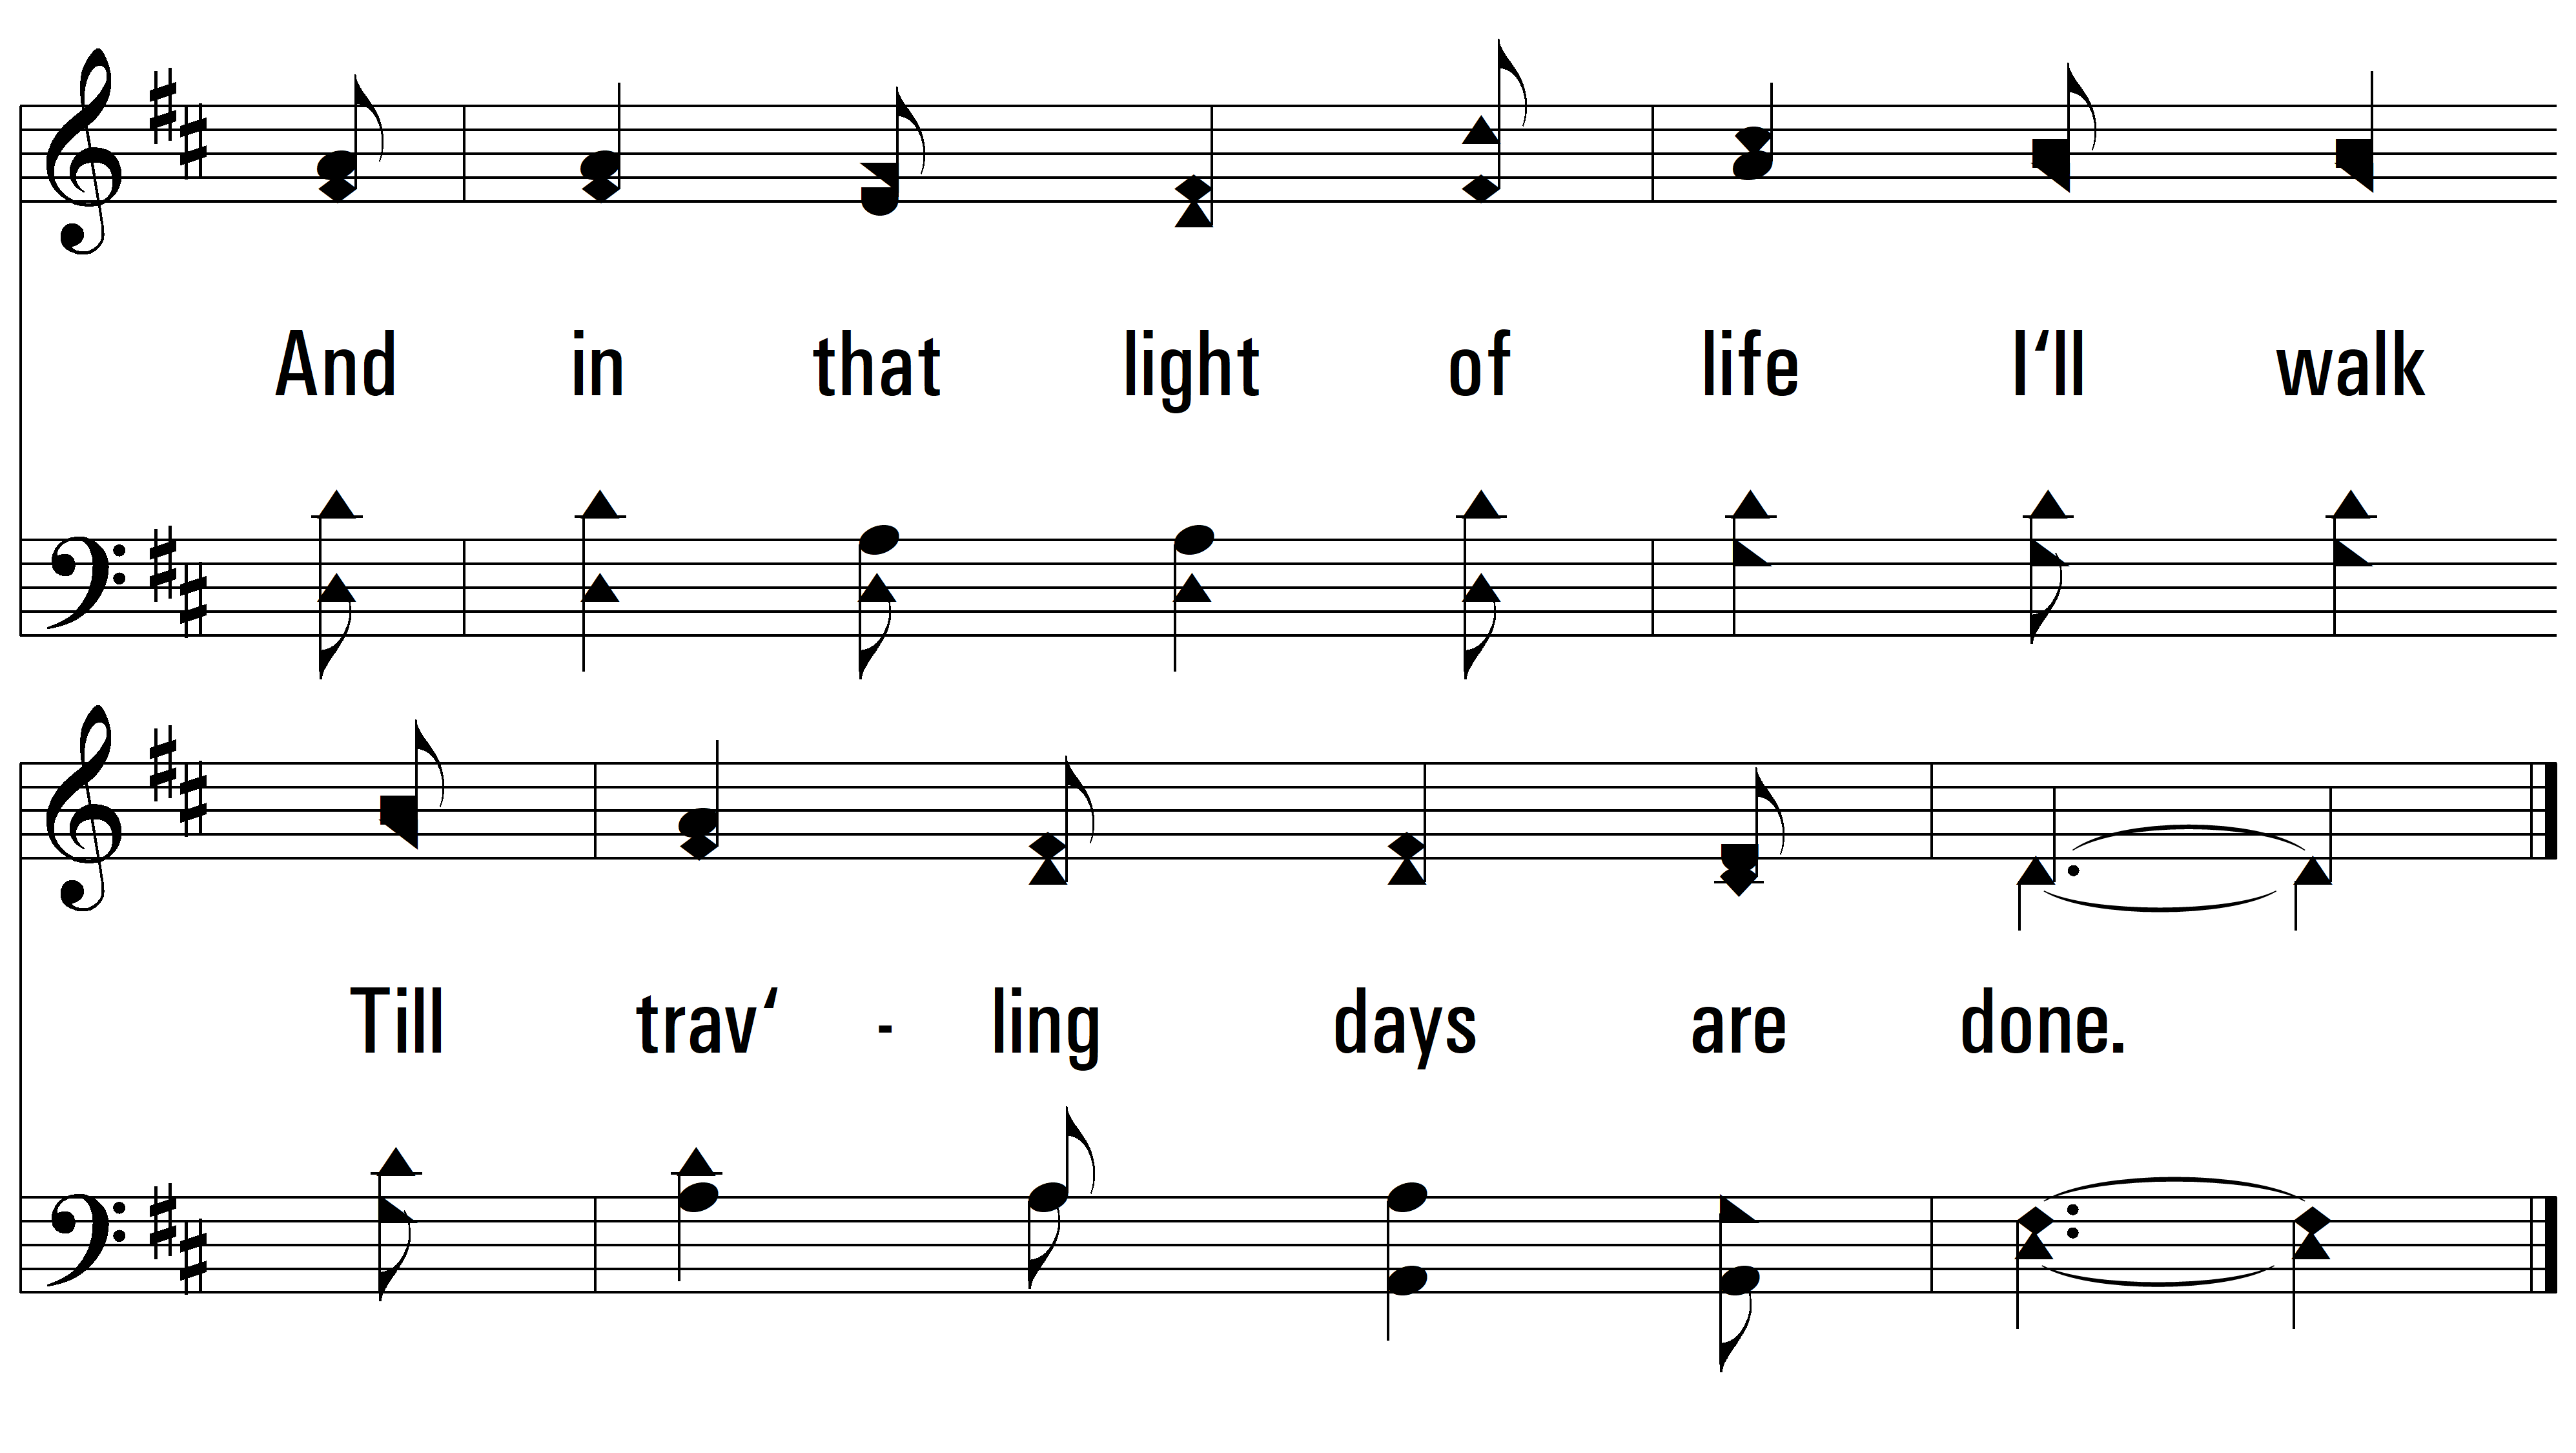 And in that light of life I‘ll walk
Till trav‘ - ling days are done.